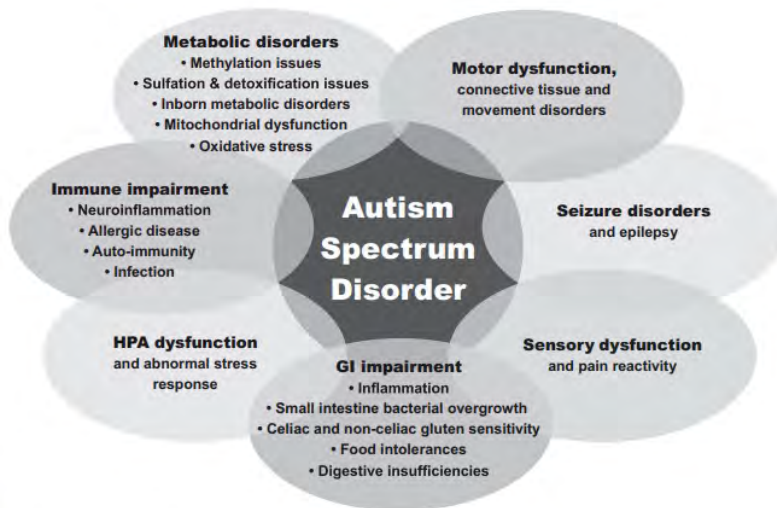 Metabolic disorders
• Methylation issues
• Sulfation & detoxification issues
• Inborn metabolic disorders
• Mitochondrial dysfunction
• Oxidative stress
Motor dysfunction,
connective tissue and
movement disorders
Immune impairment
• Neuroinflammation
• Allergic disease
• Auto-immunity
• Infection
Autism
Spectrum
Disorder
Seizure disorders
and epilepsy
HPA dysfunction
and abnormal stress
response
GI impairment
• Inflammation
• Small intestine bacterial overgrowth
• Celiac and non-celiac gluten sensitivity
• Food intolerances
• Digestive insufficiencies
Sensory dysfunction
and pain reactivity